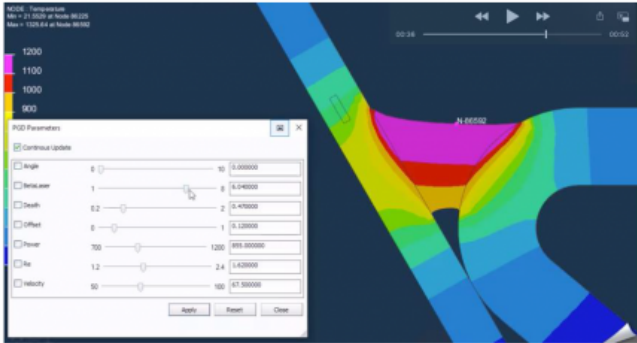 NODE : Temperature
Min = 21.5529 at Node 86225
Max = 1325.64 at Node 86592
00:36
00:52
1200
1100
1000
900
N-86592
PGD Parameters
Continous Update
Angle 0 10 0.000000
BetaLaser 1 8 6.040000
Depth 0.2 2 0.470000
Offset 0 1 0.120000
Power 700 1200 855.000000
1.2 2.4 1.620000
Velocity 50 100 67.500000
Apply Reset Close